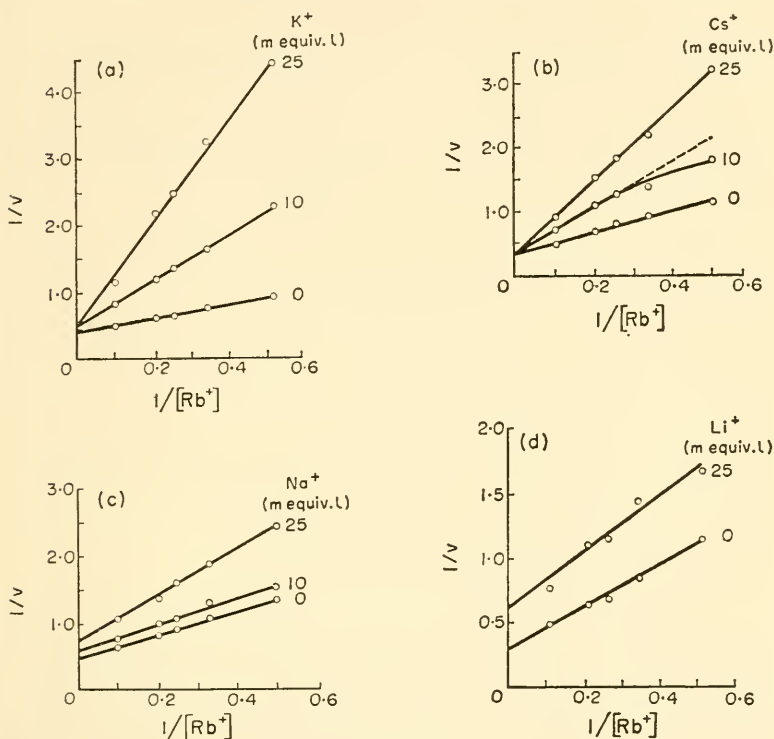 K⁺
(m equiv. l)
(a)
25
4·0
3·0
1/v
2·0
10
1·0
0
0
0·2
0·4
0·6
1/[Rb⁺]
Cs⁺
(m equiv. l)
(b)
25
3·0
2·0
10
1/v
1·0
0
0
0·2
0·4
0·6
1/[Rb⁺]
Na⁺
(m equiv. l)
(c)
3·0
25
2·0
1/v
10
0
1·0
0
0·2
0·4
0·6
1/[Rb⁺]
Li⁺
(m equiv. l)
(d)
2·0
25
1·5
1/v
1·0
0
0·5
0
0·2
0·4
0·6
1/[Rb⁺]